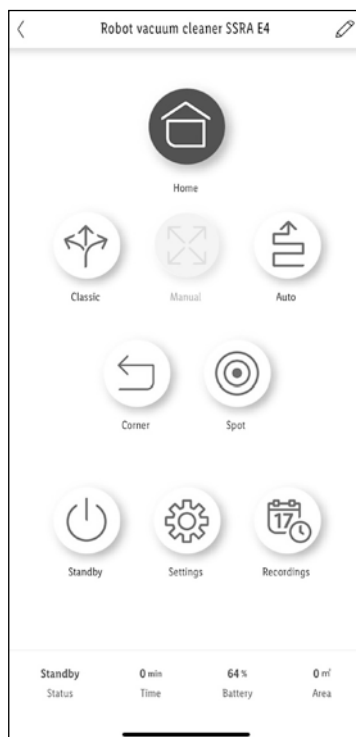 Robot vacuum cleaner SSRA E4
Home
Classic Manual Auto
Corner Spot
17
Standby Settings Recordings
Standby 0 min 64 % 0 ㎡
Status Time Battery Area